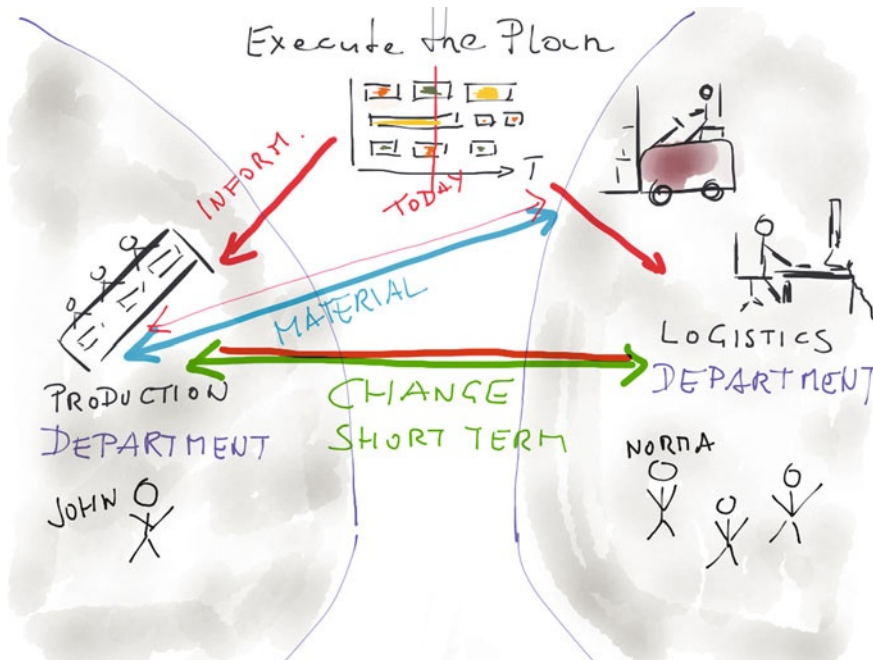 Execute the Plan
INFORM.
T
TODAY
MATERIAL
PRODUCTION
DEPARTMENT
CHANGE
SHORT TERM
LOGISTICS
DEPARTMENT
JOHN
NORMA